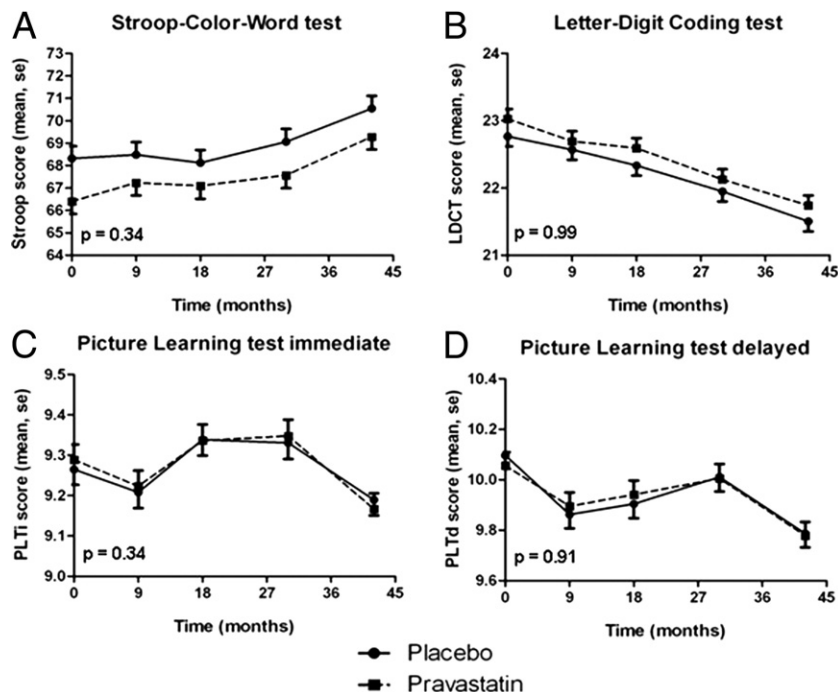 A
Stroop-Color-Word test
Stroop score (mean, se)
73
72
71
70
69
68
67
66
65
64
p = 0.34
0 9 18 27 36 45
Time (months)
B
Letter-Digit Coding test
LDCT score (mean, se)
24
23
22
21
p = 0.99
0 9 18 27 36 45
Time (months)
C
Picture Learning test immediate
PLTi score (mean, se)
9.5
9.4
9.3
9.2
9.1
9.0
p = 0.34
0 9 18 27 36 45
Time (months)
D
Picture Learning test delayed
PLTd score (mean, se)
10.4
10.2
10.0
9.8
9.6
p = 0.91
0 9 18 27 36 45
Time (months)
Placebo
Pravastatin